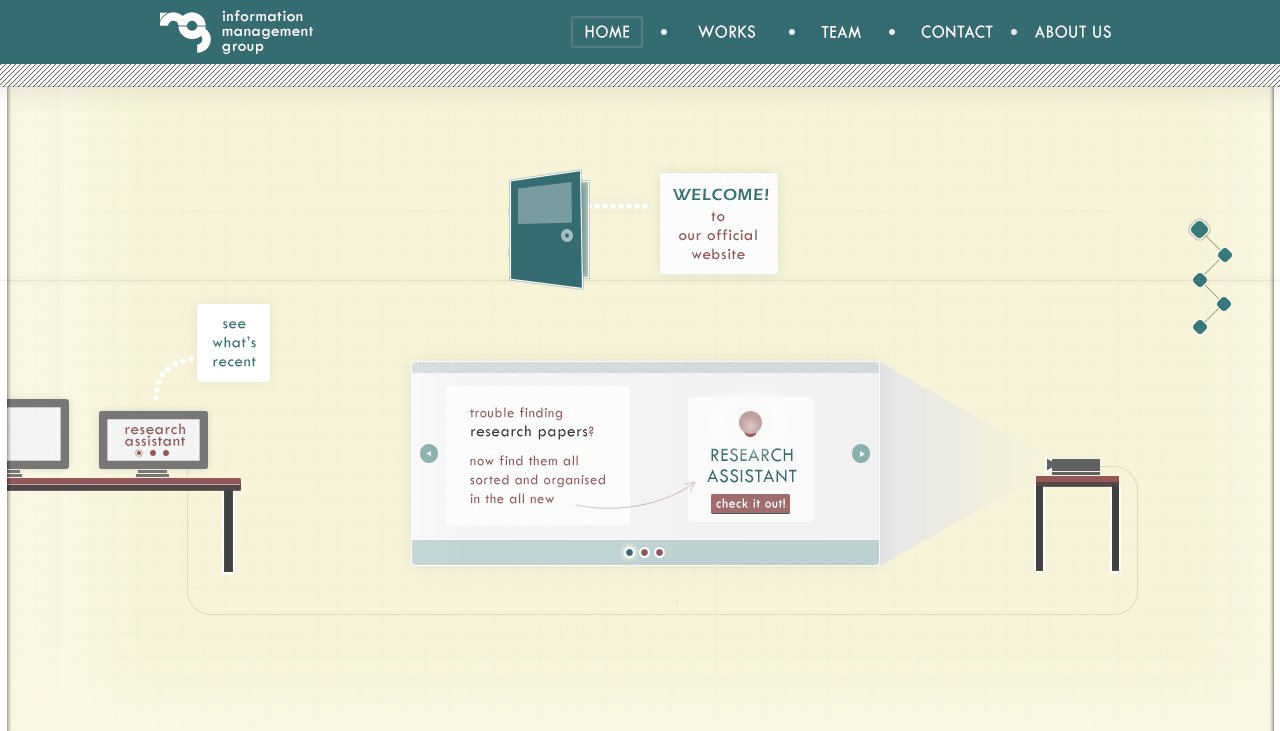 information
management
group
HOME
WORKS
TEAM
CONTACT
ABOUT US
WELCOME!
to
our official
website
see
what's
recent
research
assistant
trouble finding
research papers?
now find them all
sorted and organised
in the all new
RESEARCH
ASSISTANT
check it out!